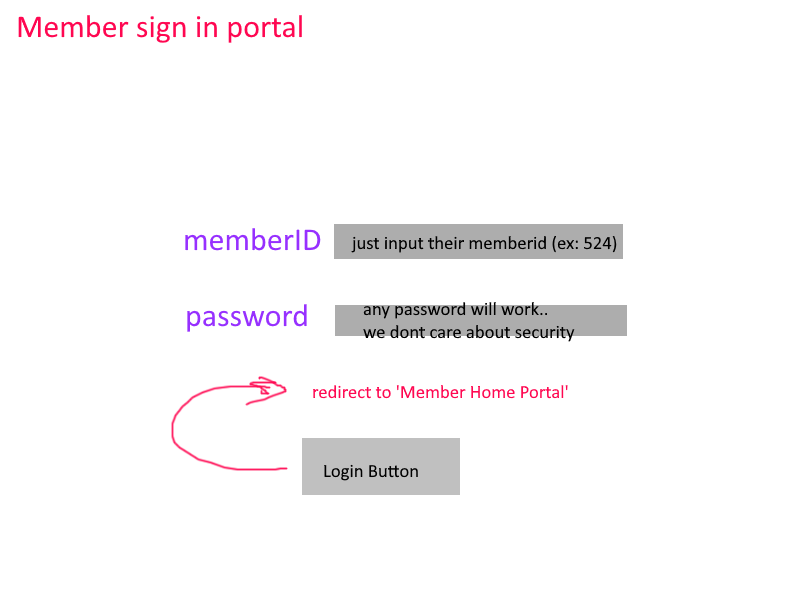 Member sign in portal
memberID
just input their memberid (ex: 524)
password
any password will work..
we dont care about security
redirect to 'Member Home Portal'
Login Button